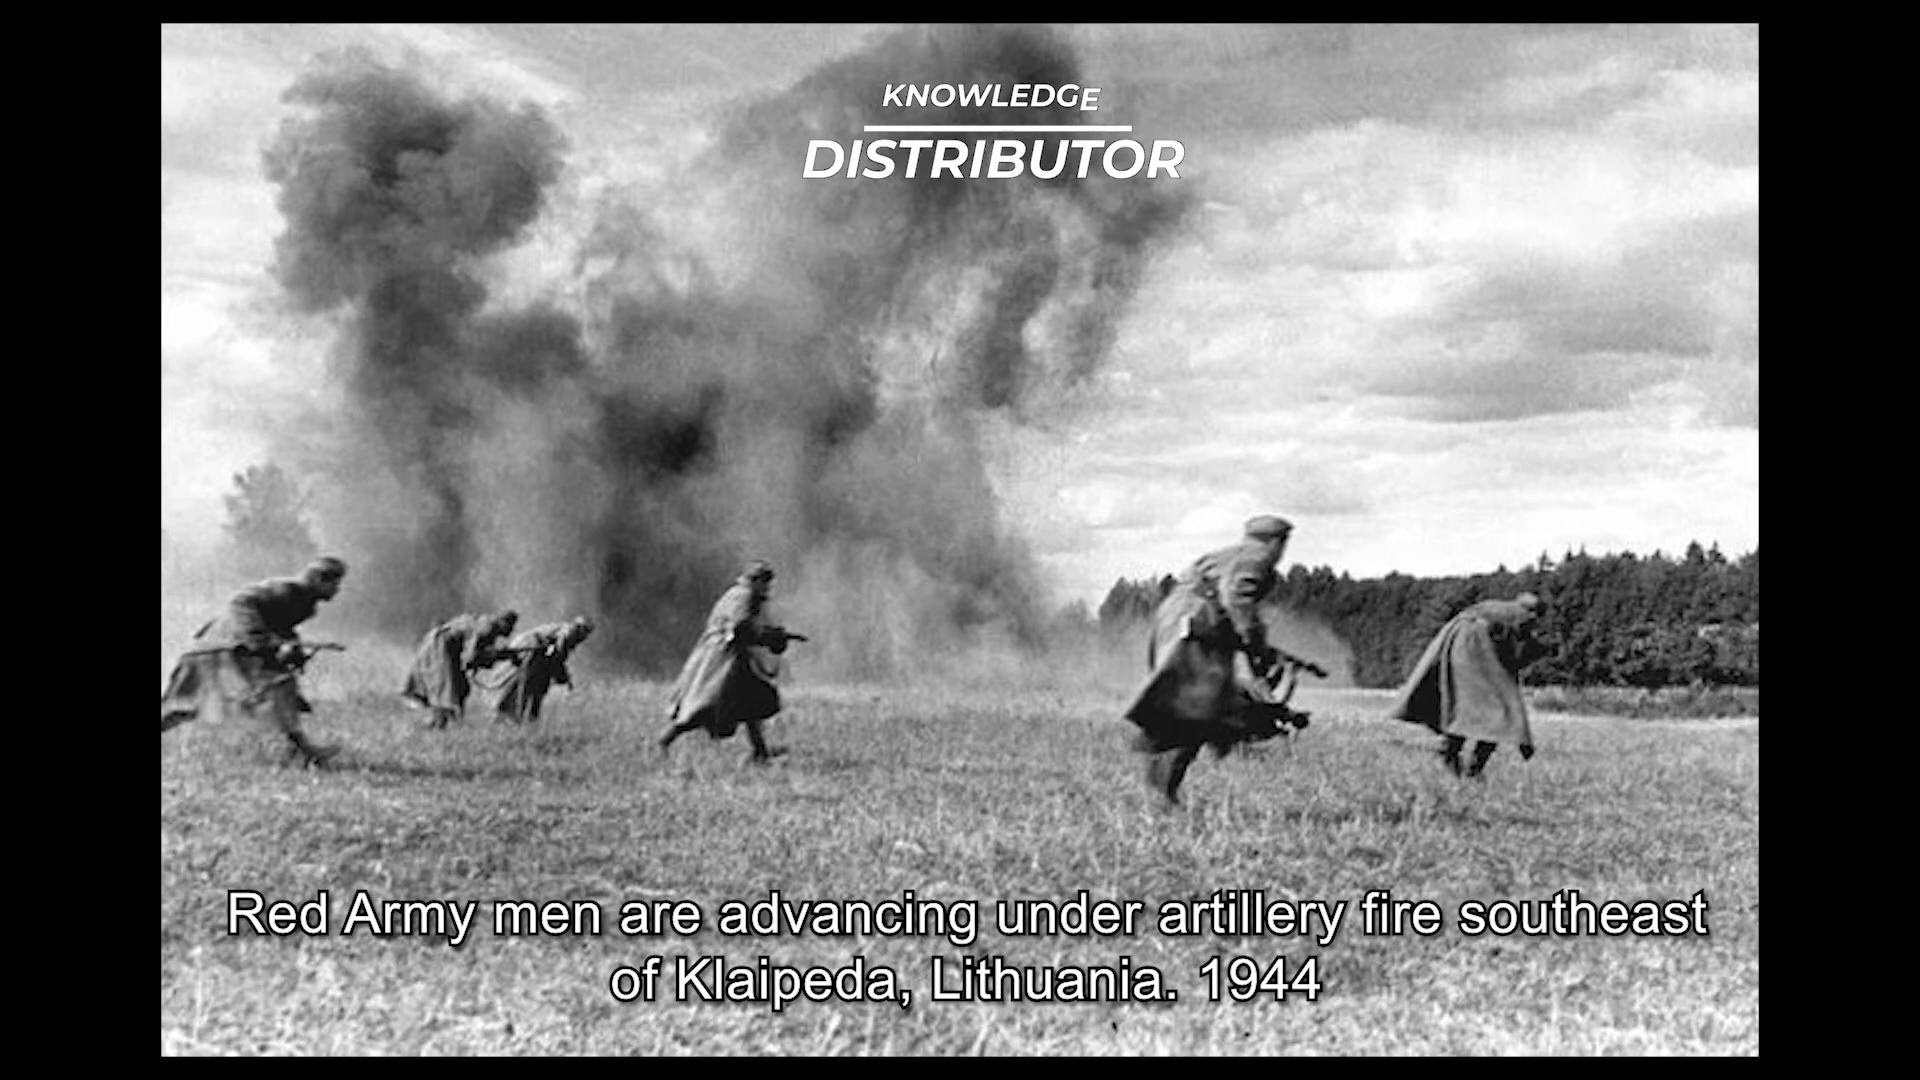 KNOWLEDGE
DISTRIBUTOR
Red Army men are advancing under artillery fire southeast
of Klaipeda, Lithuania. 1944